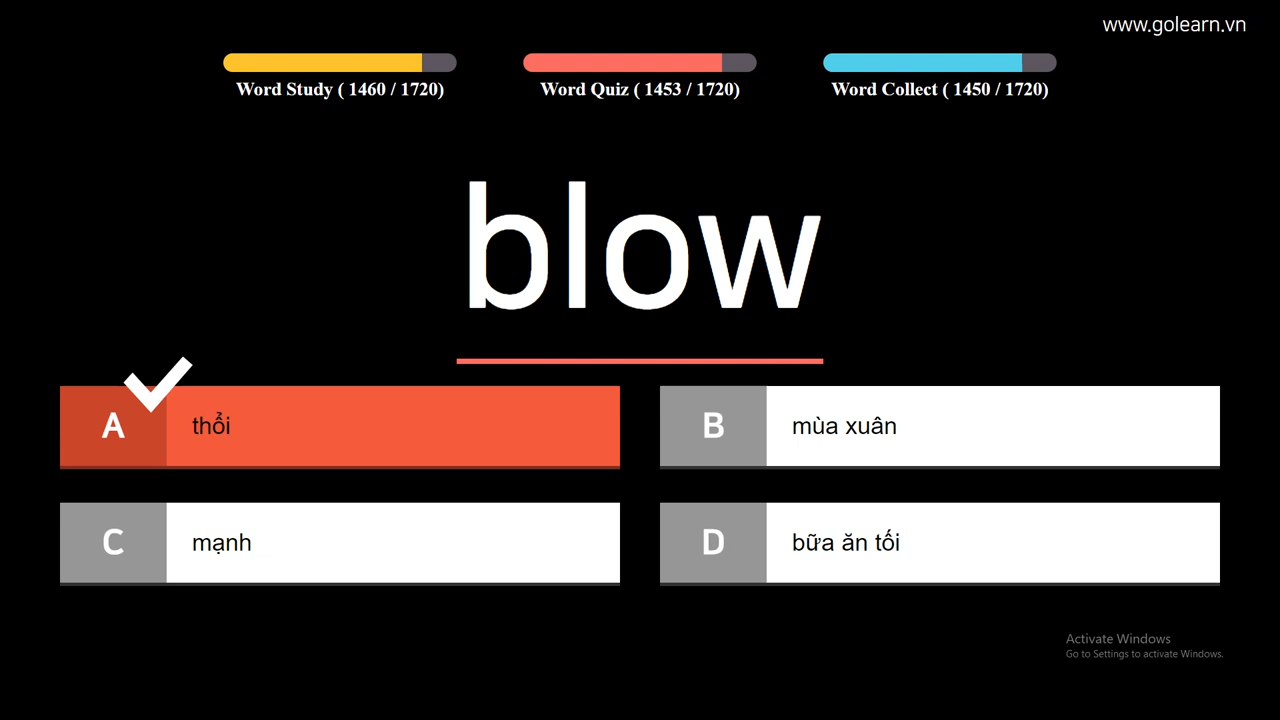 www.golearn.vn
Word Study ( 1460 / 1720)
Word Quiz ( 1453 / 1720)
Word Collect ( 1450 / 1720)
blow
A
thổi
B
mùa xuân
C
mạnh
D
bữa ăn tối
Activate Windows
Go to Settings to activate Windows.